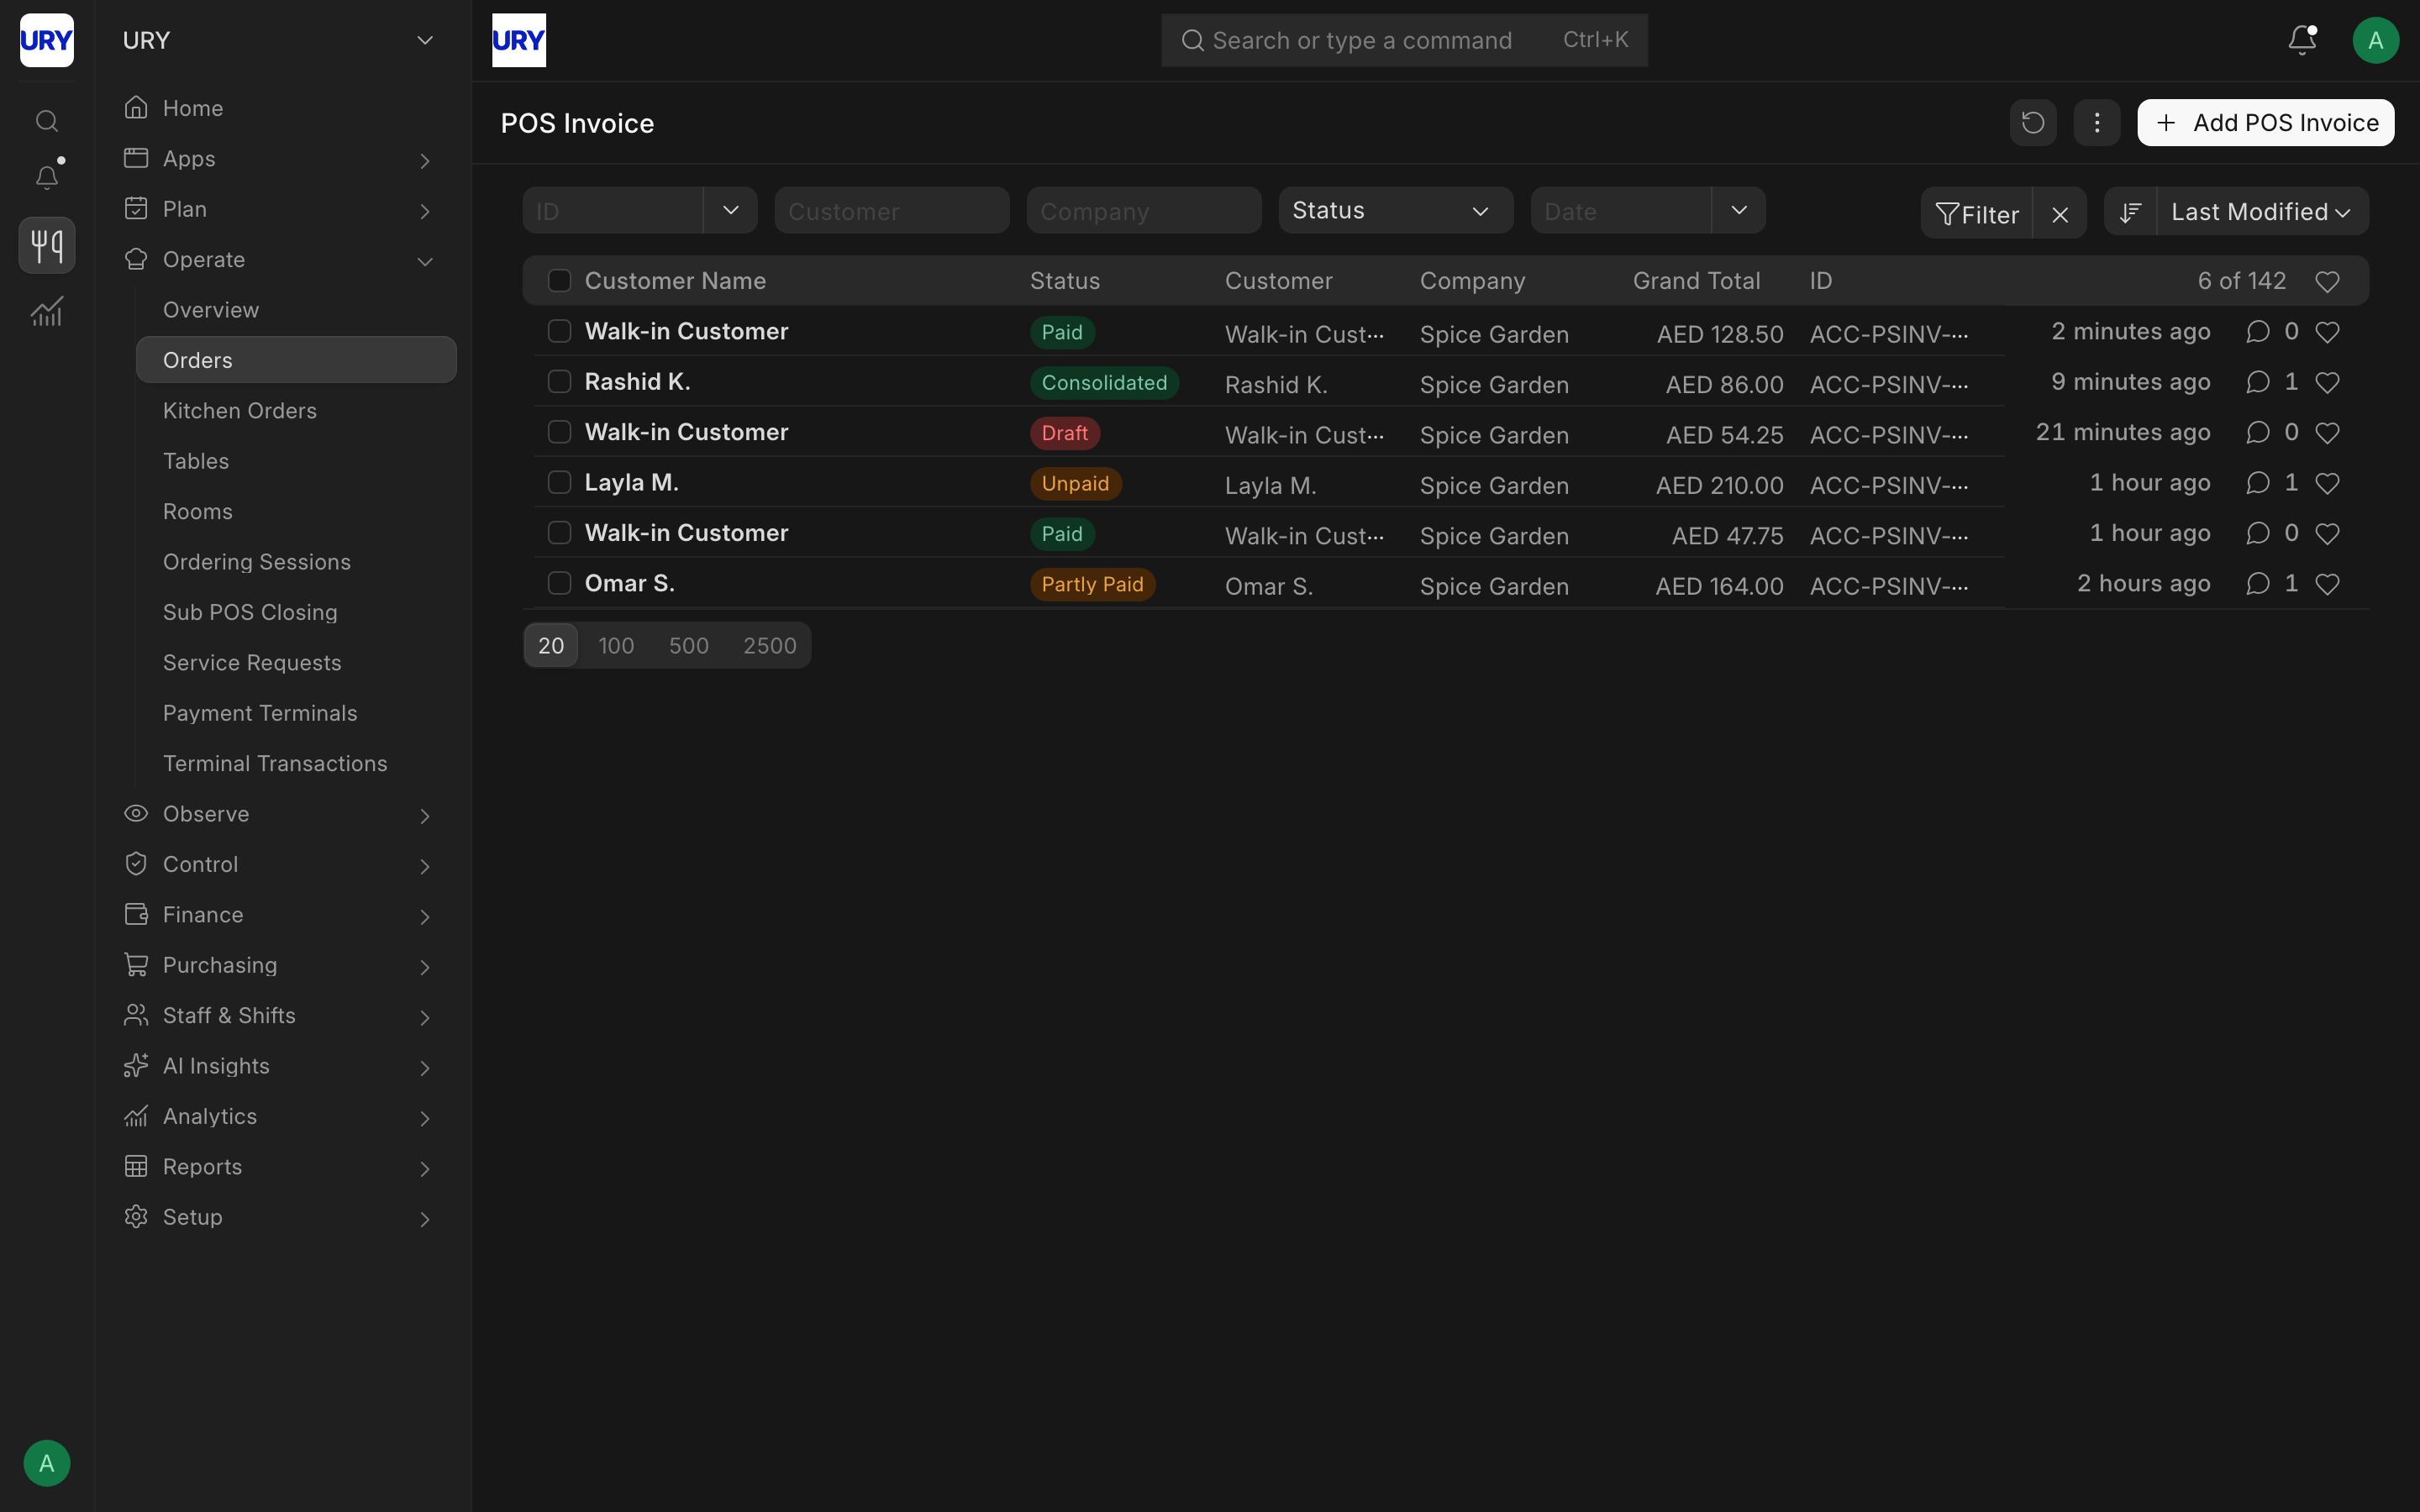 URY
URY
URY
Search or type a command
Ctrl+K
A
Home
Apps
Plan
Operate
Overview
Orders
Kitchen Orders
Tables
Rooms
Ordering Sessions
Sub POS Closing
Service Requests
Payment Terminals
Terminal Transactions
Observe
Control
Finance
Purchasing
Staff & Shifts
AI Insights
Analytics
Reports
Setup
A
POS Invoice
Add POS Invoice
ID
Customer
Company
Status
Date
Filter
Last Modified
Customer Name Status Customer Company Grand Total ID 6 of 142
Walk-in Customer Paid Walk-in Cust… Spice Garden AED 128.50 ACC-PSINV-… 2 minutes ago 0
Rashid K. Consolidated Rashid K. Spice Garden AED 86.00 ACC-PSINV-… 9 minutes ago 1
Walk-in Customer Draft Walk-in Cust… Spice Garden AED 54.25 ACC-PSINV-… 21 minutes ago 0
Layla M. Unpaid Layla M. Spice Garden AED 210.00 ACC-PSINV-… 1 hour ago 1
Walk-in Customer Paid Walk-in Cust… Spice Garden AED 47.75 ACC-PSINV-… 1 hour ago 0
Omar S. Partly Paid Omar S. Spice Garden AED 164.00 ACC-PSINV-… 2 hours ago 1
20 100 500 2500